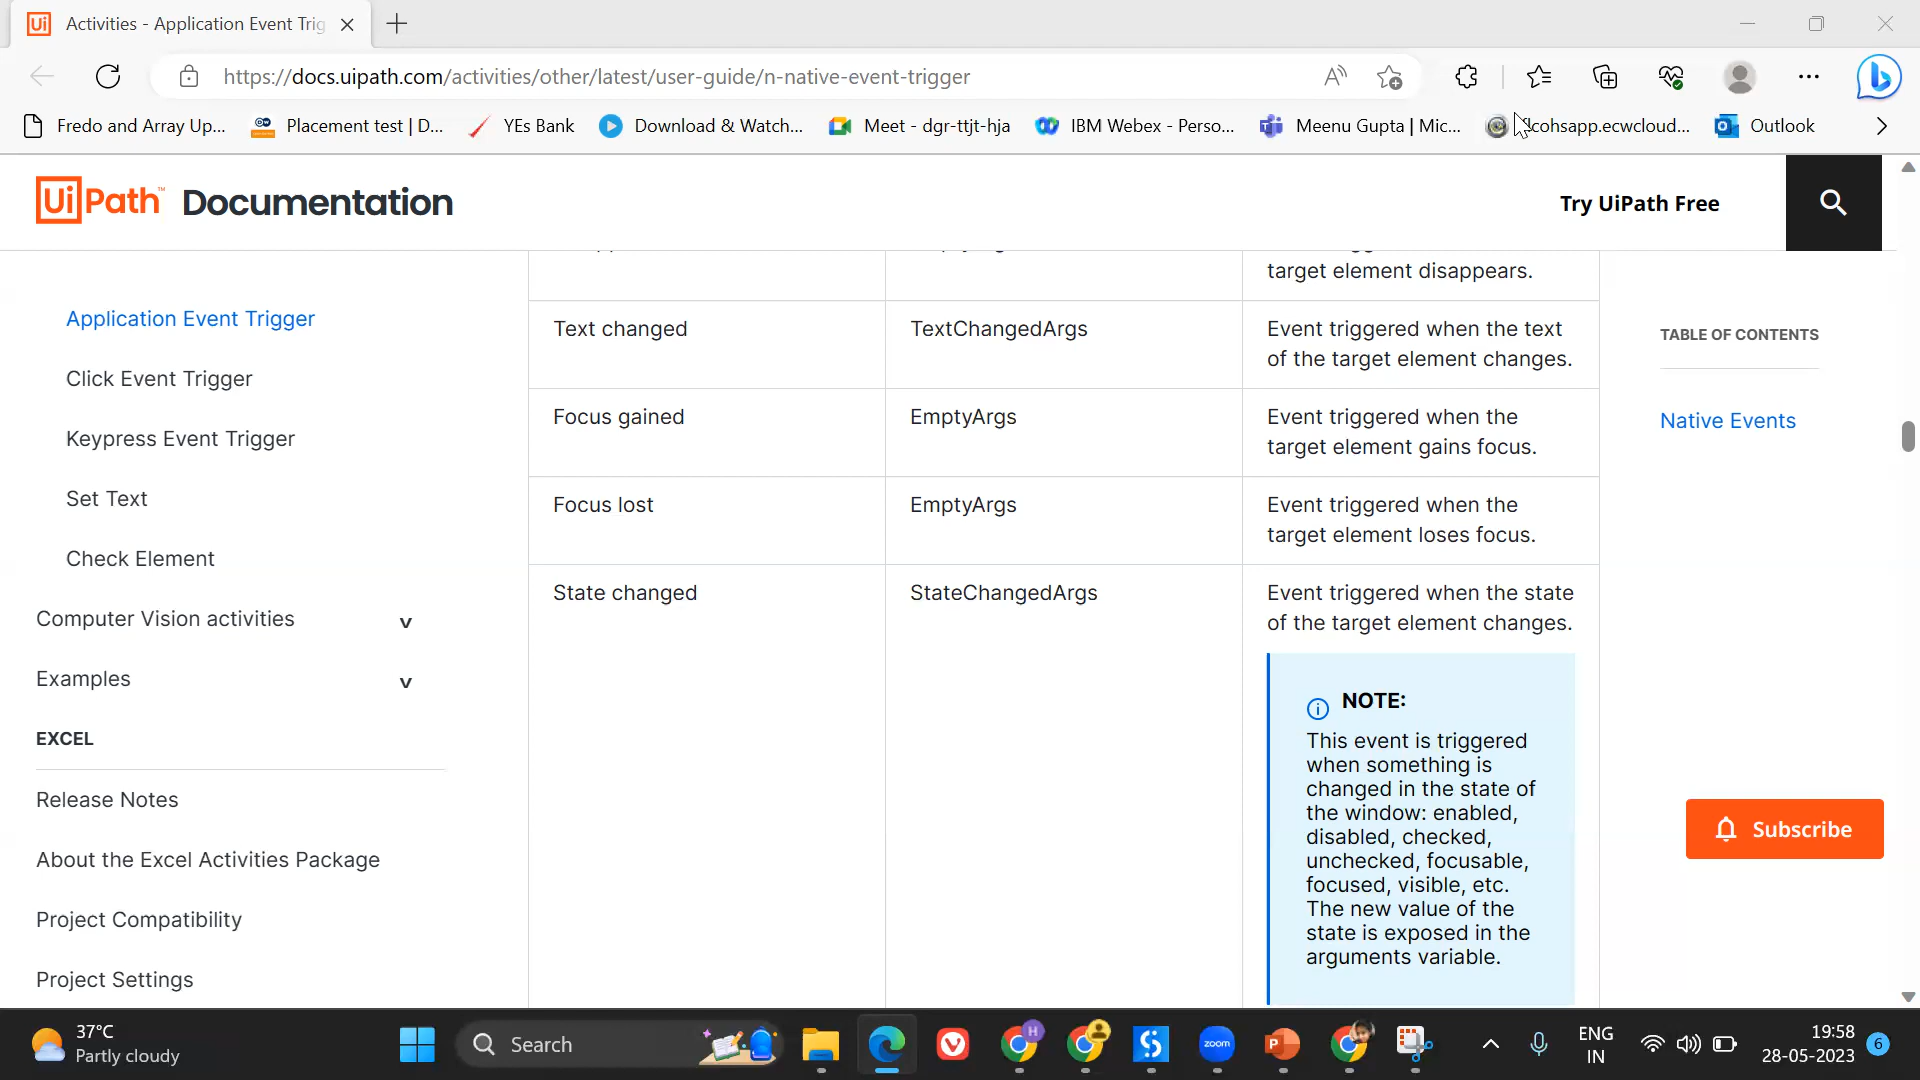 Activities - Application Event Trig
https://docs.uipath.com/activities/other/latest/user-guide/n-native-event-trigger
Fredo and Array Up...
Placement test | D...
YEs Bank
Download & Watch...
Meet - dgr-ttjt-hja
IBM Webex - Perso...
Meenu Gupta | Mic...
cohsapp.ecwcloud...
Outlook
UiPath™ Documentation
Try UiPath Free
Application Event Trigger
Click Event Trigger
Keypress Event Trigger
Set Text
Check Element
Computer Vision activities
Examples
EXCEL
Release Notes
About the Excel Activities Package
Project Compatibility
Project Settings
target element disappears.
Text changed
TextChangedArgs
Event triggered when the text
of the target element changes.
Focus gained
EmptyArgs
Event triggered when the
target element gains focus.
Focus lost
EmptyArgs
Event triggered when the
target element loses focus.
State changed
StateChangedArgs
Event triggered when the state
of the target element changes.
NOTE:
This event is triggered
when something is
changed in the state of
the window: enabled,
disabled, checked,
unchecked, focusable,
focused, visible, etc.
The new value of the
state is exposed in the
arguments variable.
TABLE OF CONTENTS
Native Events
Subscribe
37°C
Partly cloudy
Search
zoom
ENG
IN
19:58
28-05-2023
6